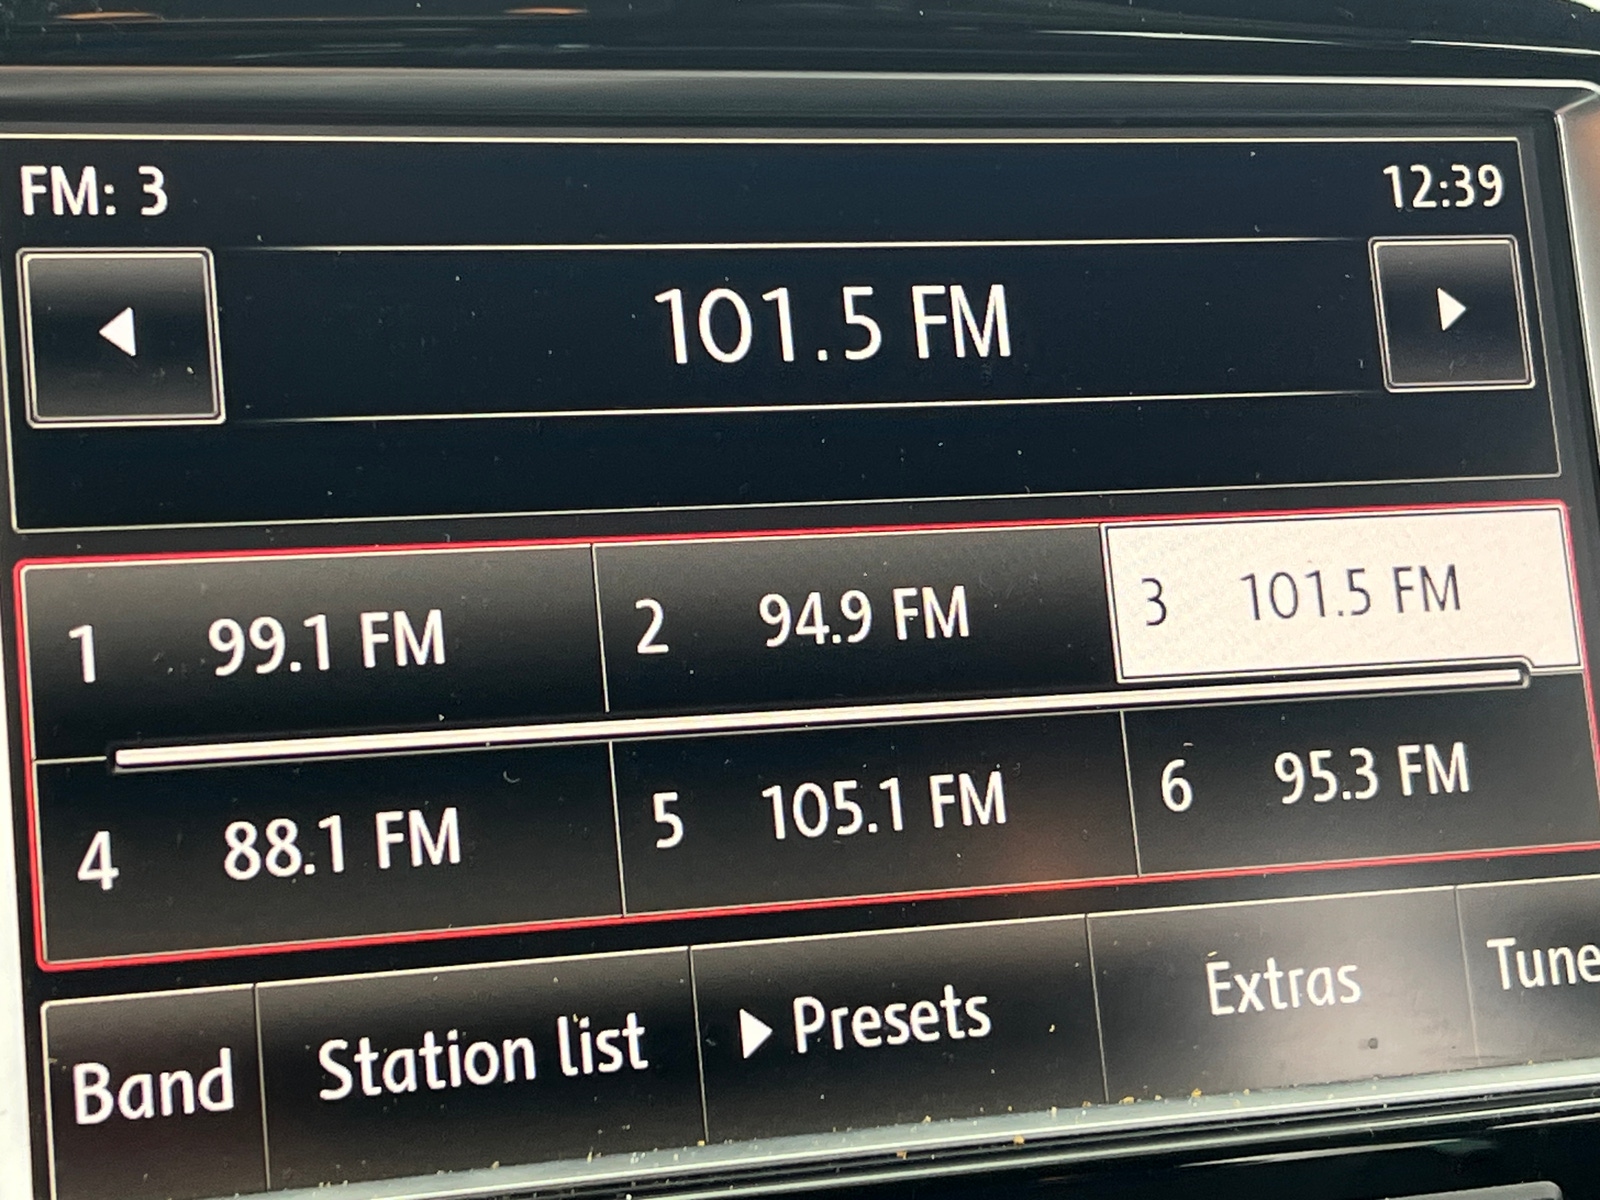 FM: 3 12:39
101.5 FM
1 99.1 FM 2 94.9 FM 3 101.5 FM
4 88.1 FM 5 105.1 FM 6 95.3 FM
Band Station list Presets Extras Tune